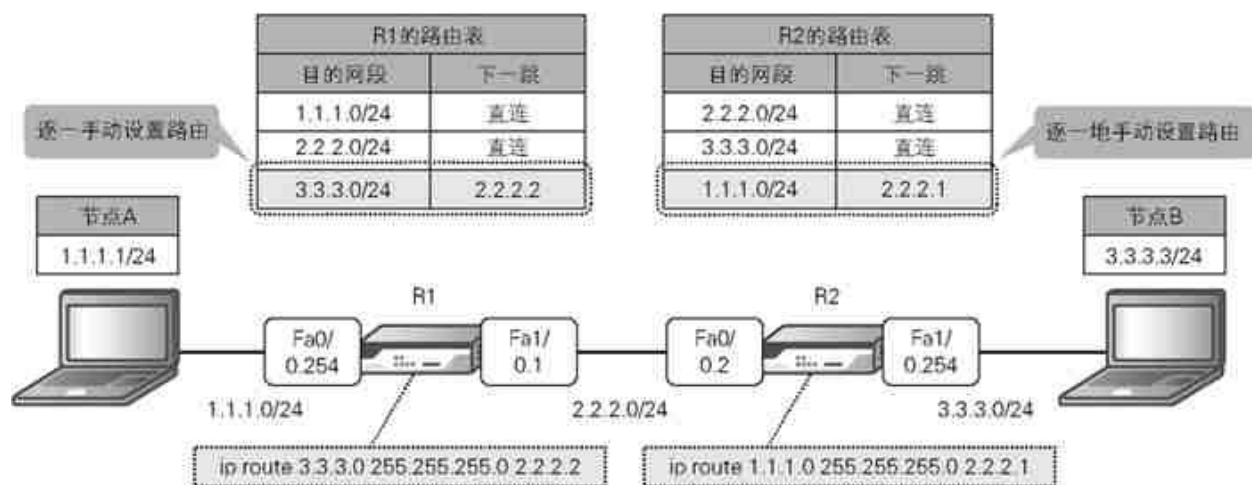 R1的路由表
目的网段 下一跳
1.1.1.0/24 直连
2.2.2.0/24 直连
3.3.3.0/24 2.2.2.2
R2的路由表
目的网段 下一跳
2.2.2.0/24 直连
3.3.3.0/24 直连
1.1.1.0/24 2.2.2.1
逐一手动设置路由
逐一地手动设置路由
节点A
1.1.1.1/24
节点B
3.3.3.3/24
R1
R2
Fa0/
0.254
Fa1/
0.1
Fa0/
0.2
Fa1/
0.254
1.1.1.0/24
2.2.2.0/24
3.3.3.0/24
ip route 3.3.3.0 255.255.255.0 2.2.2.2
ip route 1.1.1.0 255.255.255.0 2.2.2.1